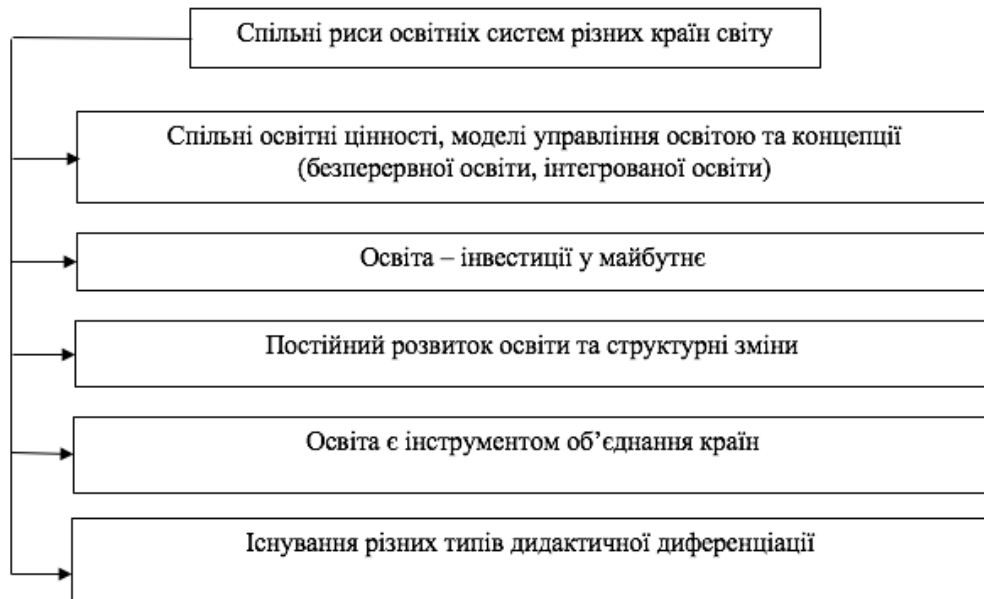 Спільні риси освітніх систем різних країн світу
Спільні освітні цінності, моделі управління освітою та концепції
(безперервної освіти, інтегрованої освіти)
Освіта – інвестиції у майбутнє
Постійний розвиток освіти та структурні зміни
Освіта є інструментом об’єднання країн
Існування різних типів дидактичної диференціації